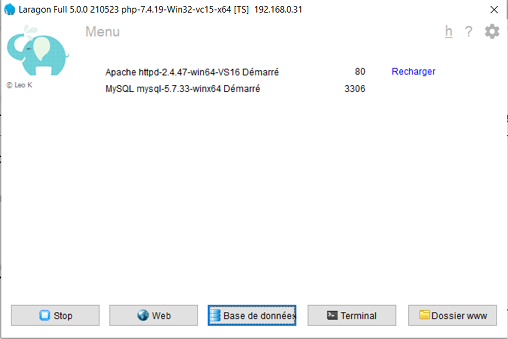 Laragon Full 5.0.0 210523 php-7.4.19-Win32-vc15-x64 [TS] 192.168.0.31
Menu h ?
© Leo K
Apache httpd-2.4.47-win64-VS16 Démarré 80 Recharger
MySQL mysql-5.7.33-winx64 Démarré 3306
Stop Web Base de données Terminal Dossier www